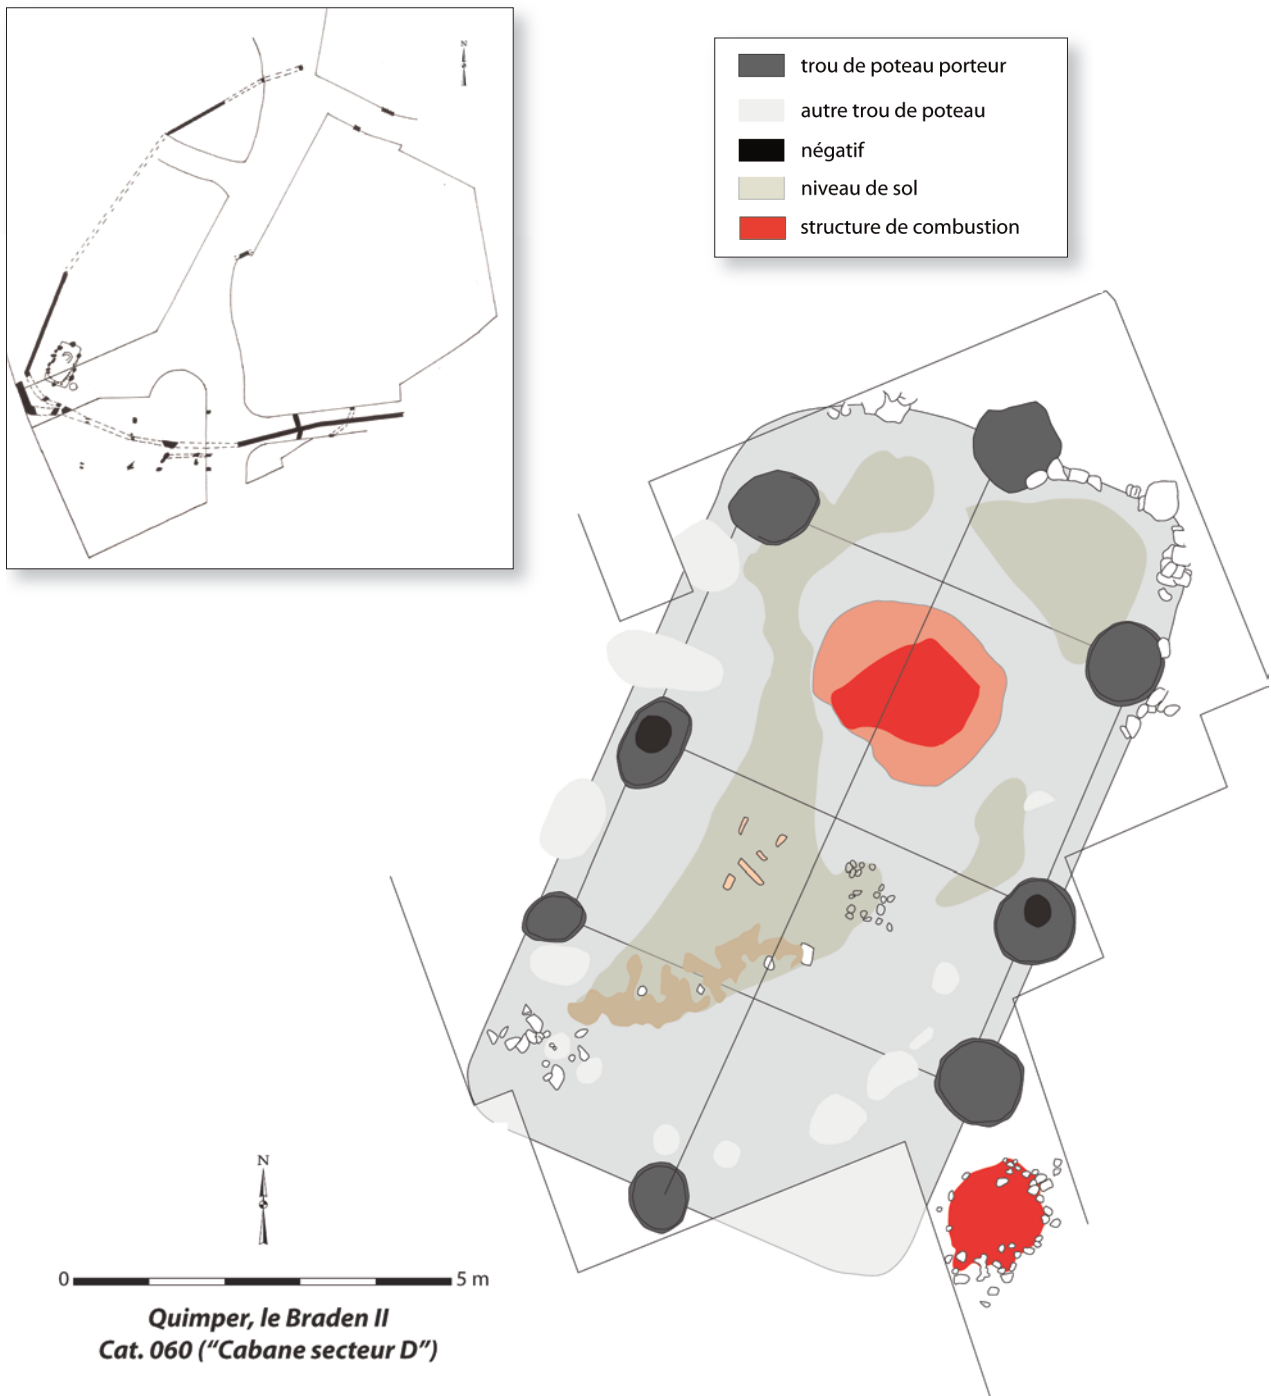 N
trou de poteau porteur
autre trou de poteau
négatif
niveau de sol
structure de combustion
N
0 5 m
Quimper, le Braden II
Cat. 060 (“Cabane secteur D”)